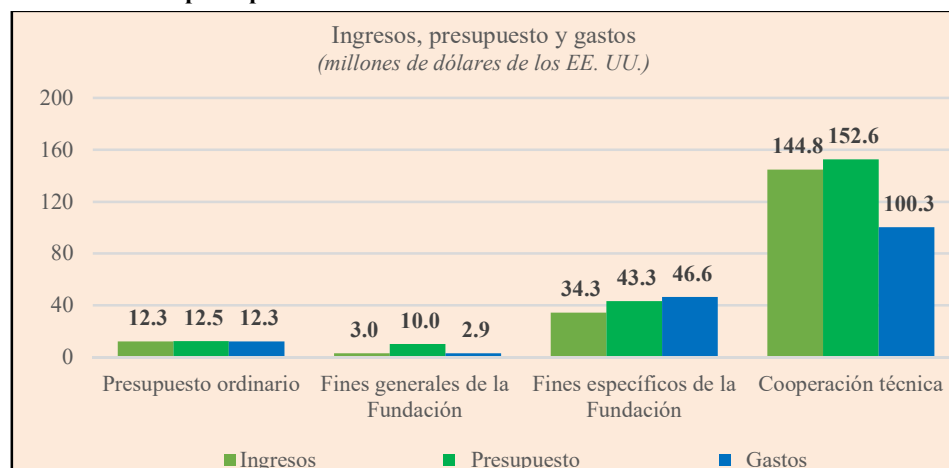 Ingresos, presupuesto y gastos
(millones de dólares de los EE. UU.)
200
160
120
80
40
0
12.3 12.5 12.3
3.0 10.0 2.9
34.3 43.3 46.6
144.8 152.6 100.3
Presupuesto ordinario
Fines generales de la
Fundación
Fines específicos de la
Fundación
Cooperación técnica
Ingresos Presupuesto Gastos